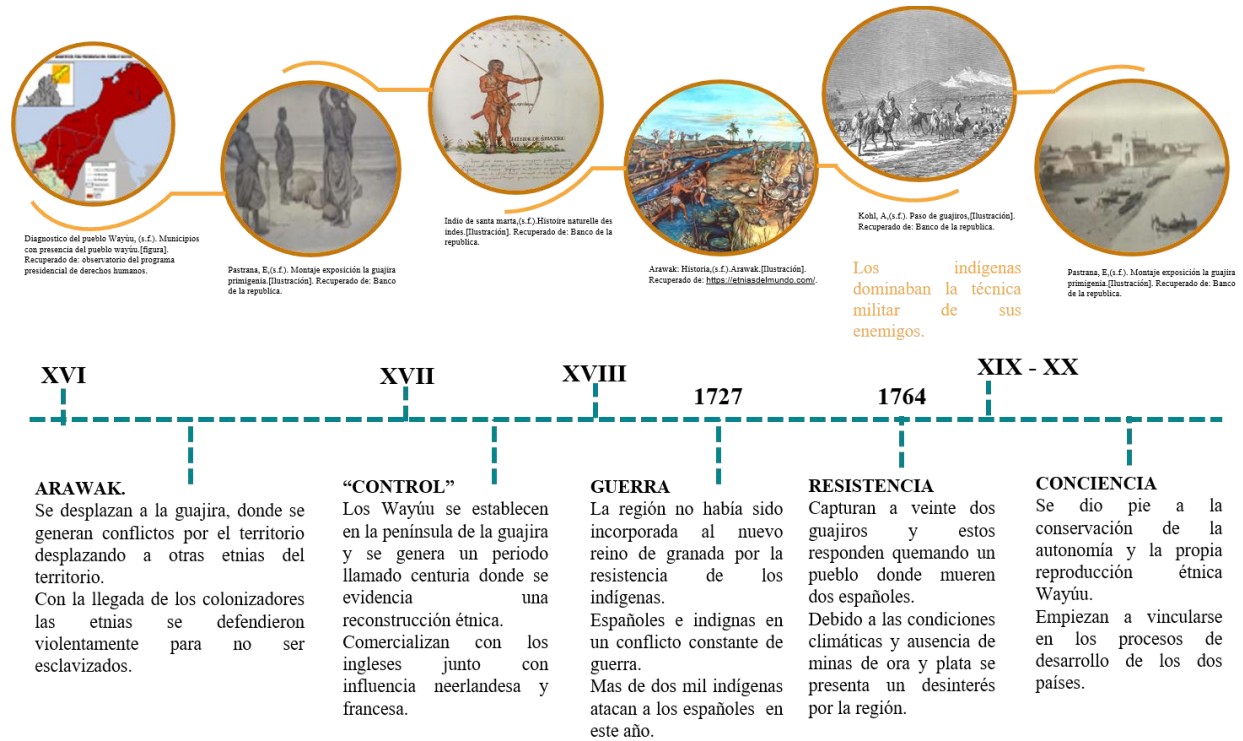 Diagnostico del pueblo Wayúu, (s.f.). Municipios
con presencia del pueblo wayúu.[figura].
Recuperado de: observatorio del programa
presidencial de derechos humanos.
Pastrana, E,(s.f.). Montaje exposición la guajira
primigenia.[Ilustración]. Recuperado de: Banco
de la republica.
Indio de santa marta,(s.f.).Histoire naturelle des
indes.[Ilustración]. Recuperado de: Banco de la
republica.
Arawak: Historia,(s.f.).Arawak.[Ilustración].
Recuperado de: https://etniasdelmundo.com/.
Kohl, A,(s.f.). Paso de guajiros,[Ilustración].
Recuperado de: Banco de la republica.
Los indígenas
dominaban la técnica
militar de sus
enemigos.
Pastrana, E,(s.f.). Montaje exposición la guajira
primigenia.[Ilustración]. Recuperado de: Banco
de la republica.
XVI
XVII
XVIII
1727
1764
XIX - XX
ARAWAK.
Se desplazan a la guajira, donde se
generan conflictos por el territorio
desplazando a otras etnias del
territorio.
Con la llegada de los colonizadores
las etnias se defendieron
violentamente para no ser
esclavizados.
“CONTROL”
Los Wayúu se establecen
en la península de la guajira
y se genera un periodo
llamado centuria donde se
evidencia una
reconstrucción étnica.
Comercializan con los
ingleses junto con
influencia neerlandesa y
francesa.
GUERRA
La región no había sido
incorporada al nuevo
reino de granada por la
resistencia de los
indígenas.
Españoles e indignas en
un conflicto constante de
guerra.
Mas de dos mil indígenas
atacan a los españoles en
este año.
RESISTENCIA
Capturan a veinte dos
guajiros y estos
responden quemando un
pueblo donde mueren
dos españoles.
Debido a las condiciones
climáticas y ausencia de
minas de ora y plata se
presenta un desinterés
por la región.
CONCIENCIA
Se dio pie a la
conservación de la
autonomía y la propia
reproducción étnica
Wayúu.
Empiezan a vincularse
en los procesos de
desarrollo de los dos
países.